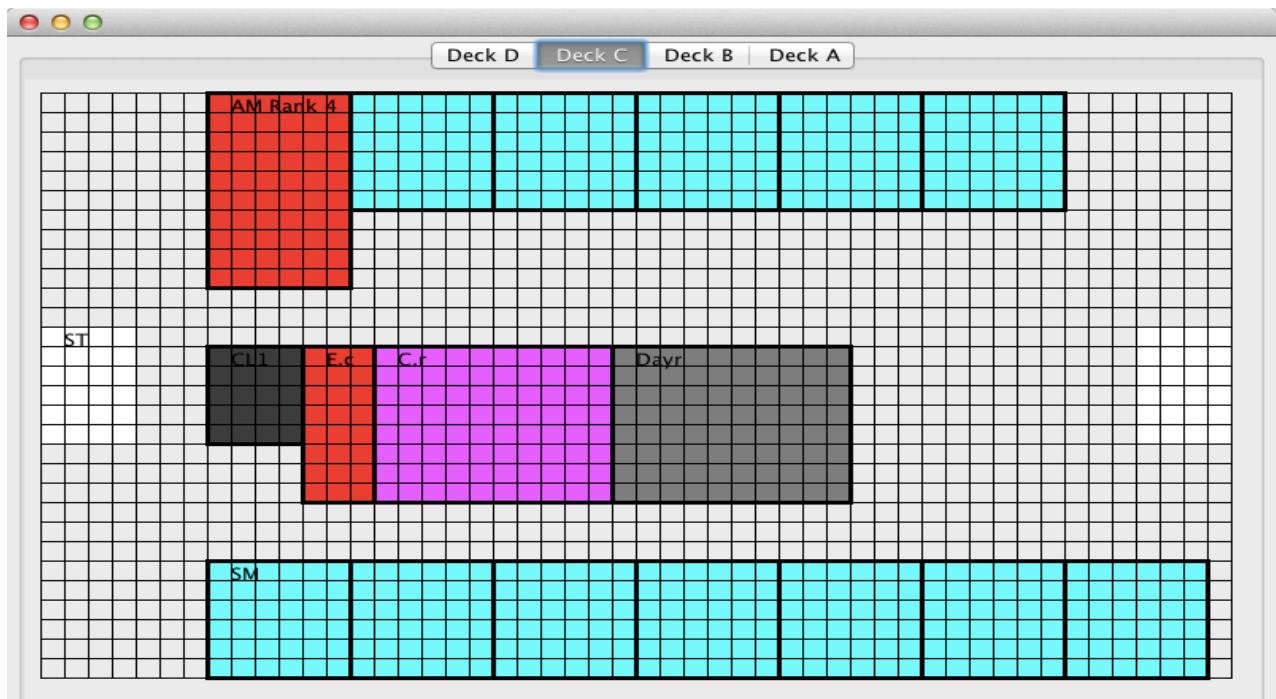 Deck D Deck C Deck B Deck A
AM Rank 4
ST
CL1 E.c C.r Dayr
SM